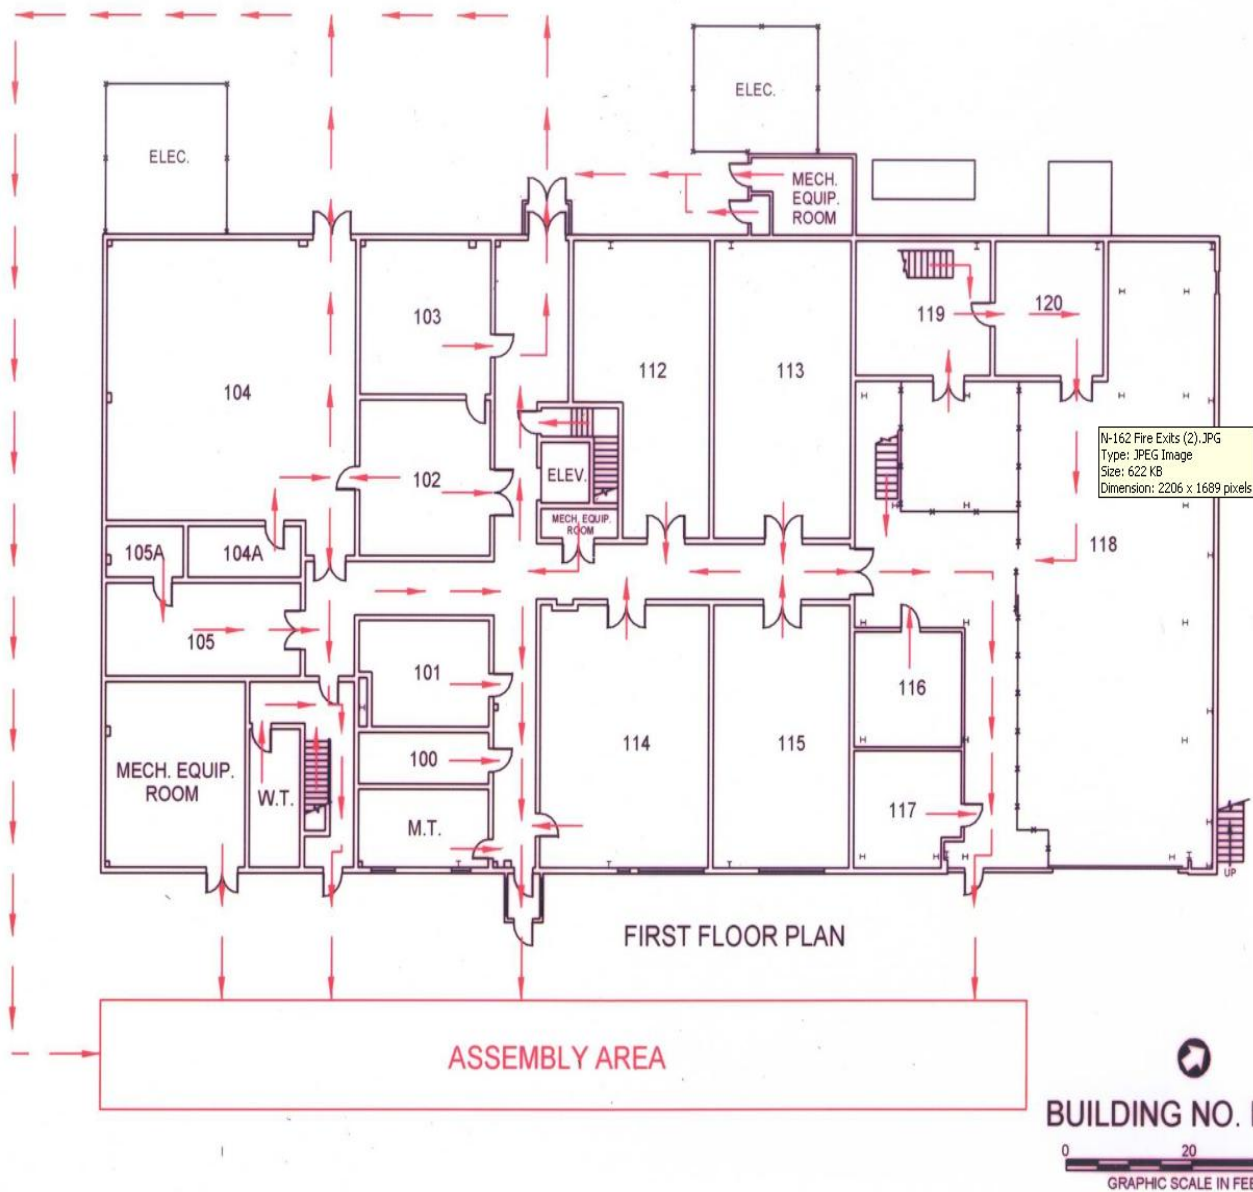 ELEC.
ELEC.
MECH.
EQUIP.
ROOM
103
119
120
104
112
113
N-162 Fire Exits (2).JPG
Type: JPEG Image
Size: 622 KB
Dimension: 2206 x 1689 pixels
102
ELEV.
MECH. EQUIP.
ROOM
105A
104A
118
105
101
116
114
115
100
MECH. EQUIP.
ROOM
W.T.
M.T.
117
UP
FIRST FLOOR PLAN
ASSEMBLY AREA
BUILDING NO.
0 20
GRAPHIC SCALE IN FEE